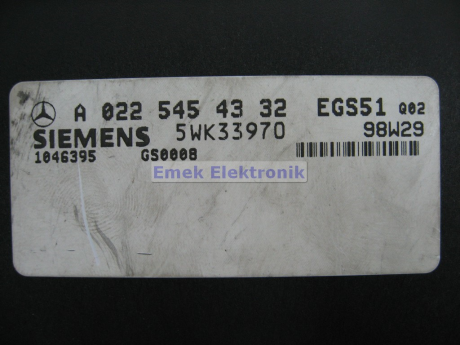 A 022 545 43 32 EGS51 Q02
SIEMENS 5WK33970 98W29
1046395 GS0008
Emek Elektronik